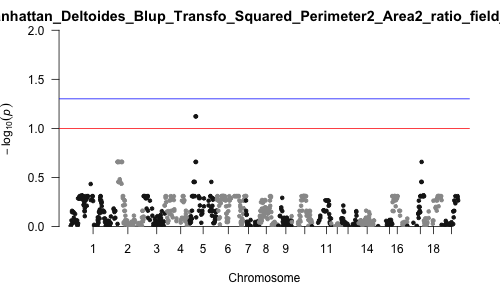 nhattan_Deltoides_Blup_Transfo_Squared_Perimeter2_Area2_ratio_field_
2.0
1.5
1.0
0.5
0.0
− log10(p)
1 2 3 4 5 6 7 8 9 11 14 16 18
Chromosome